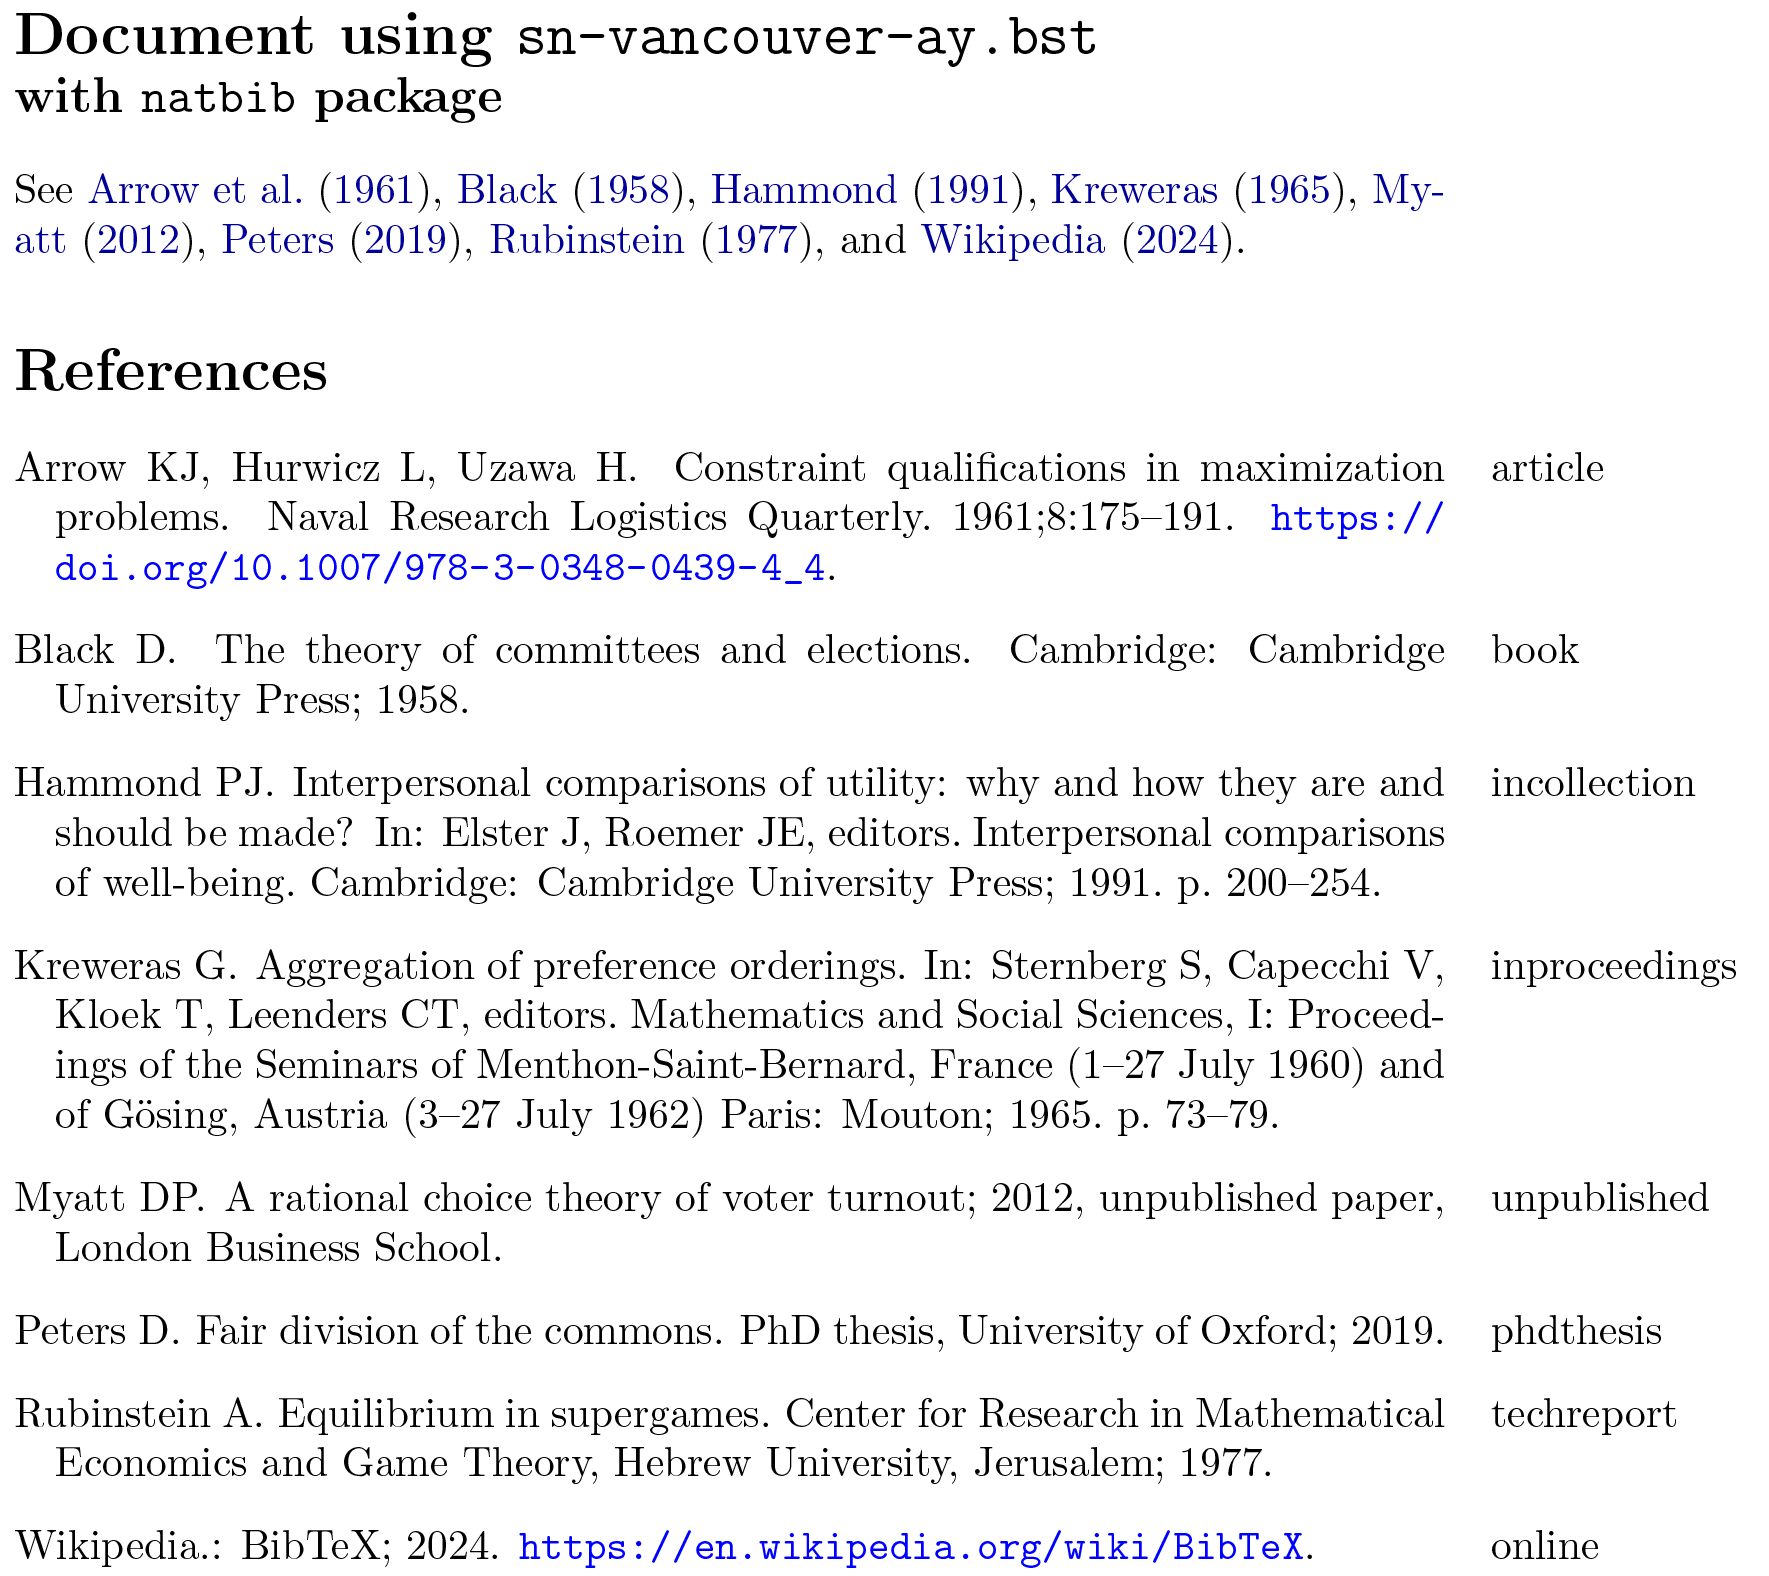 Document using sn-vancouver-ay.bst
with natbib package
See Arrow et al. (1961), Black (1958), Hammond (1991), Kreweras (1965), My-
att (2012), Peters (2019), Rubinstein (1977), and Wikipedia (2024).
References
Arrow KJ, Hurwicz L, Uzawa H. Constraint qualifications in maximization article
problems. Naval Research Logistics Quarterly. 1961;8:175–191. https://
doi.org/10.1007/978-3-0348-0439-4_4.
Black D. The theory of committees and elections. Cambridge: Cambridge book
University Press; 1958.
Hammond PJ. Interpersonal comparisons of utility: why and how they are and incollection
should be made? In: Elster J, Roemer JE, editors. Interpersonal comparisons
of well-being. Cambridge: Cambridge University Press; 1991. p. 200–254.
Kreweras G. Aggregation of preference orderings. In: Sternberg S, Capecchi V, inproceedings
Kloek T, Leenders CT, editors. Mathematics and Social Sciences, I: Proceed-
ings of the Seminars of Menthon-Saint-Bernard, France (1–27 July 1960) and
of Gösing, Austria (3–27 July 1962) Paris: Mouton; 1965. p. 73–79.
Myatt DP. A rational choice theory of voter turnout; 2012, unpublished paper, unpublished
London Business School.
Peters D. Fair division of the commons. PhD thesis, University of Oxford; 2019. phdthesis
Rubinstein A. Equilibrium in supergames. Center for Research in Mathematical techreport
Economics and Game Theory, Hebrew University, Jerusalem; 1977.
Wikipedia.: BibTeX; 2024. https://en.wikipedia.org/wiki/BibTeX. online